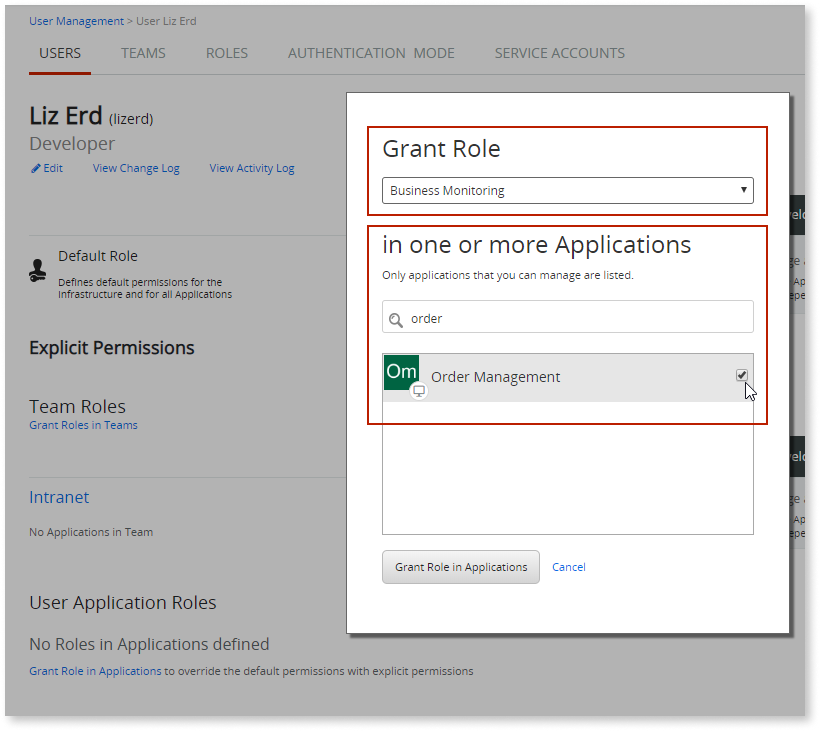 User Management > User Liz Erd
USERS TEAMS ROLES AUTHENTICATION MODE SERVICE ACCOUNTS
Liz Erd (lizerd)
Developer
Edit View Change Log View Activity Log
Default Role
Defines default permissions for the
infrastructure and for all Applications
Explicit Permissions
Team Roles
Grant Roles in Teams
Intranet
No Applications in Team
User Application Roles
No Roles in Applications defined
Grant Role in Applications to override the default permissions with explicit permissions
Grant Role
Business Monitoring
in one or more Applications
Only applications that you can manage are listed.
order
Om Order Management
Grant Role in Applications Cancel